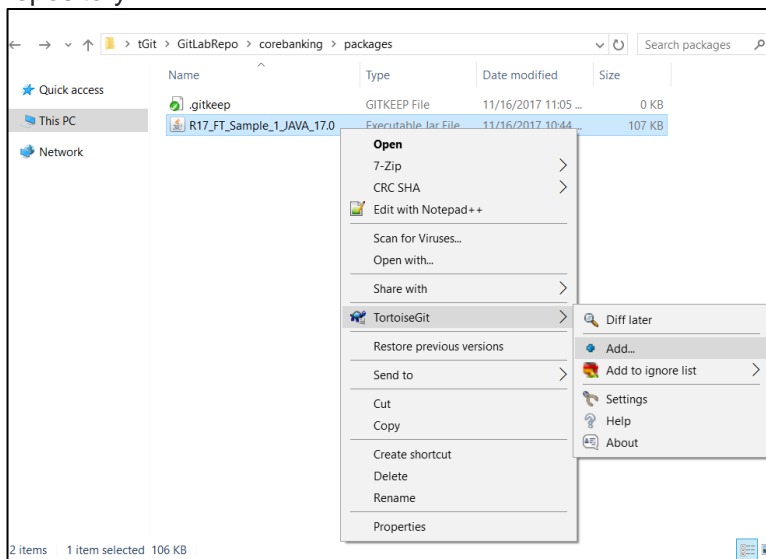 tGit > GitLabRepo > corebanking > packages
Search packages
Name Type Date modified Size
Quick access
.gitkeep GITKEEP File 11/16/2017 11:05 ... 0 KB
This PC
R17_FT_Sample_1_JAVA_17.0 Executable Jar File 11/16/2017 10:44 ... 107 KB
Network
Open
7-Zip
CRC SHA
Edit with Notepad++
Scan for Viruses...
Open with...
Share with
TortoiseGit
Diff later
Restore previous versions
Add...
Send to
Add to ignore list
Cut
Settings
Copy
Help
About
Create shortcut
Delete
Rename
Properties
2 items 1 item selected 106 KB